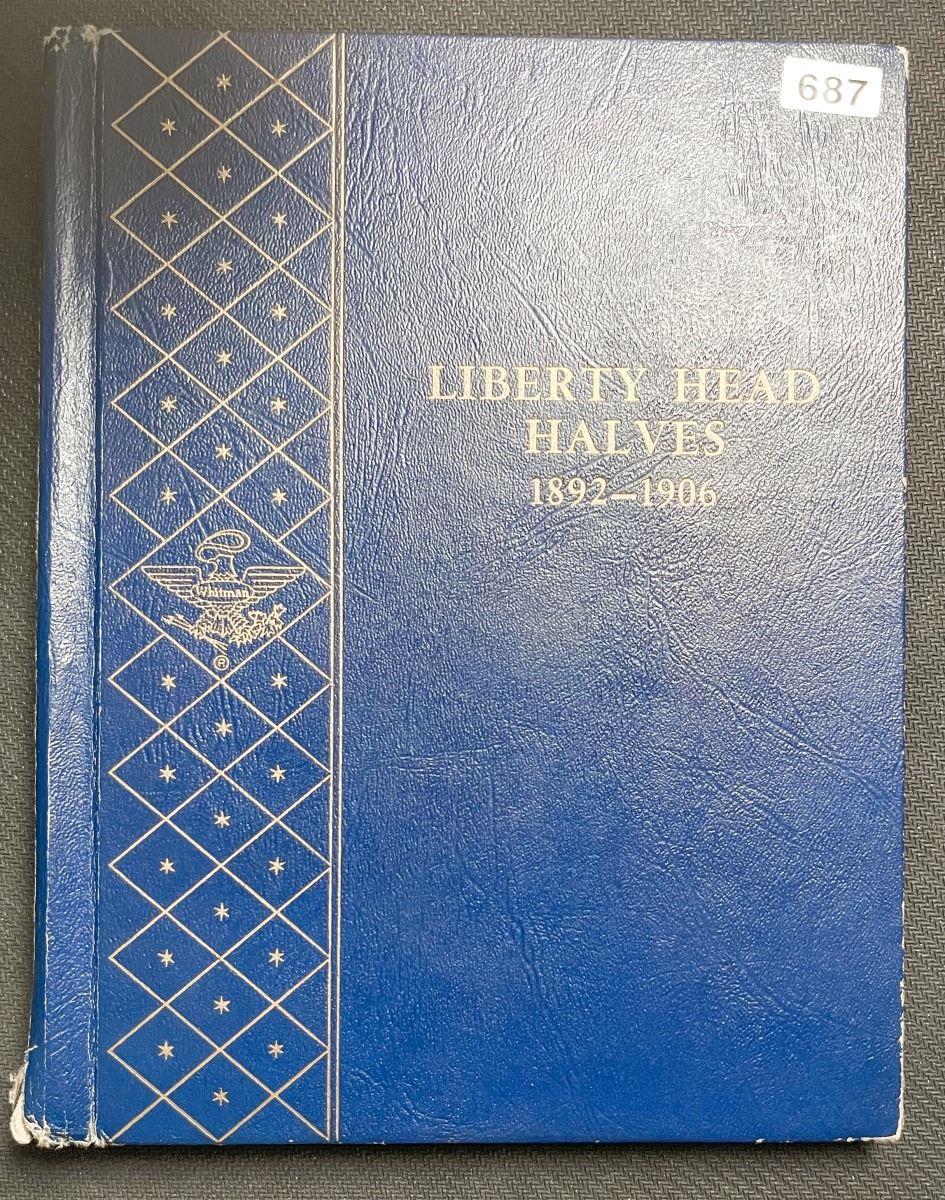 687
LIBERTY HEAD
HALVES
1892–1906
Whitman
®